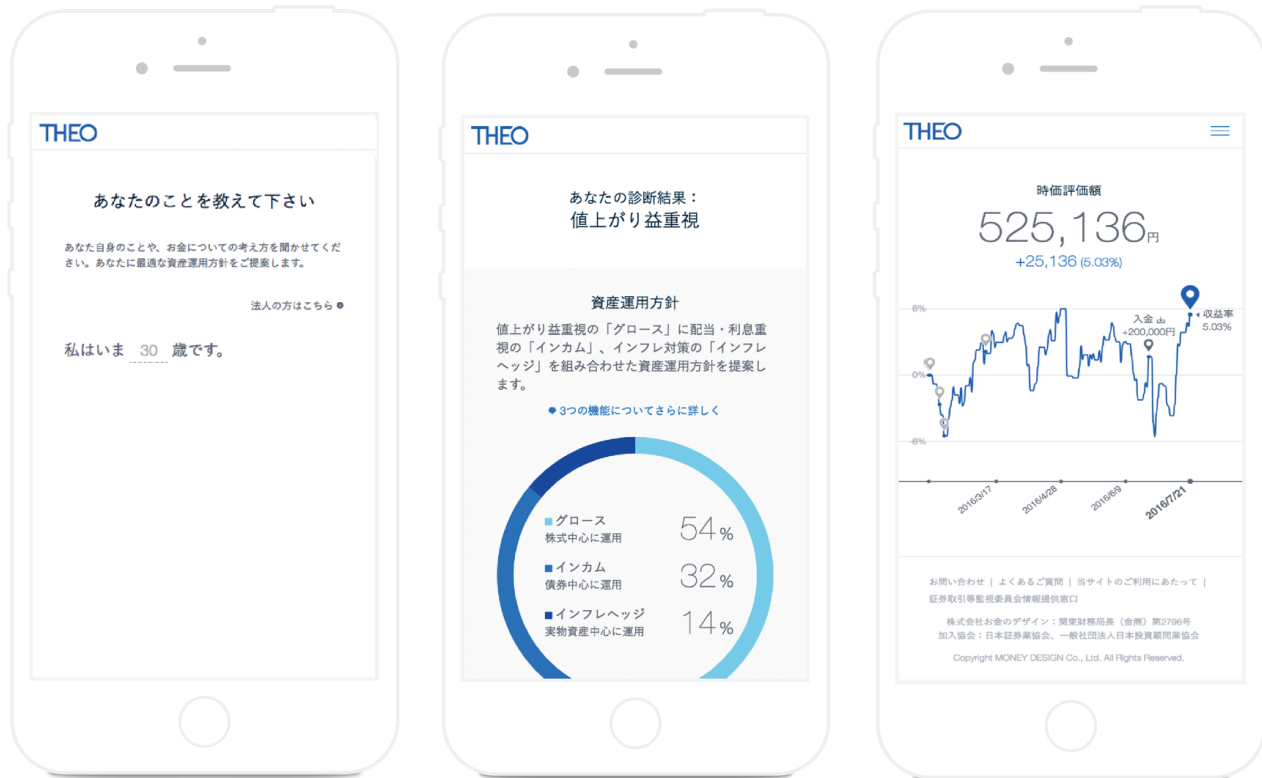 THEO
あなたのことを教えて下さい
あなた自身のことや、お金についての考え方を聞かせてくだ
さい。あなたに最適な資産運用方針をご提案します。
法人の方はこちら
私はいま 30 歳です。
THEO
あなたの診断結果：
値上がり益重視
資産運用方針
値上がり益重視の「グロース」に配当・利息重
視の「インカム」、インフレ対策の「インフレ
ヘッジ」を組み合わせた資産運用方針を提案し
ます。
3つの機能についてさらに詳しく
グロース
株式中心に運用
54%
インカム
債券中心に運用
32%
インフレヘッジ
実物資産中心に運用
14%
THEO
時価評価額
525,136円
+25,136 (5.03%)
6%
0%
-6%
入金
+200,000円
収益率
5.03%
2016/3/17
2016/4/28
2016/6/9
2016/7/21
お問い合わせ | よくあるご質問 | 当サイトのご利用にあたって |
証券取引等監視委員会情報提供窓口
株式会社お金のデザイン：関東財務局長（金商）第2796号
加入協会：日本証券業協会、一般社団法人日本投資顧問業協会
Copyright MONEY DESIGN Co., Ltd. All Rights Reserved.